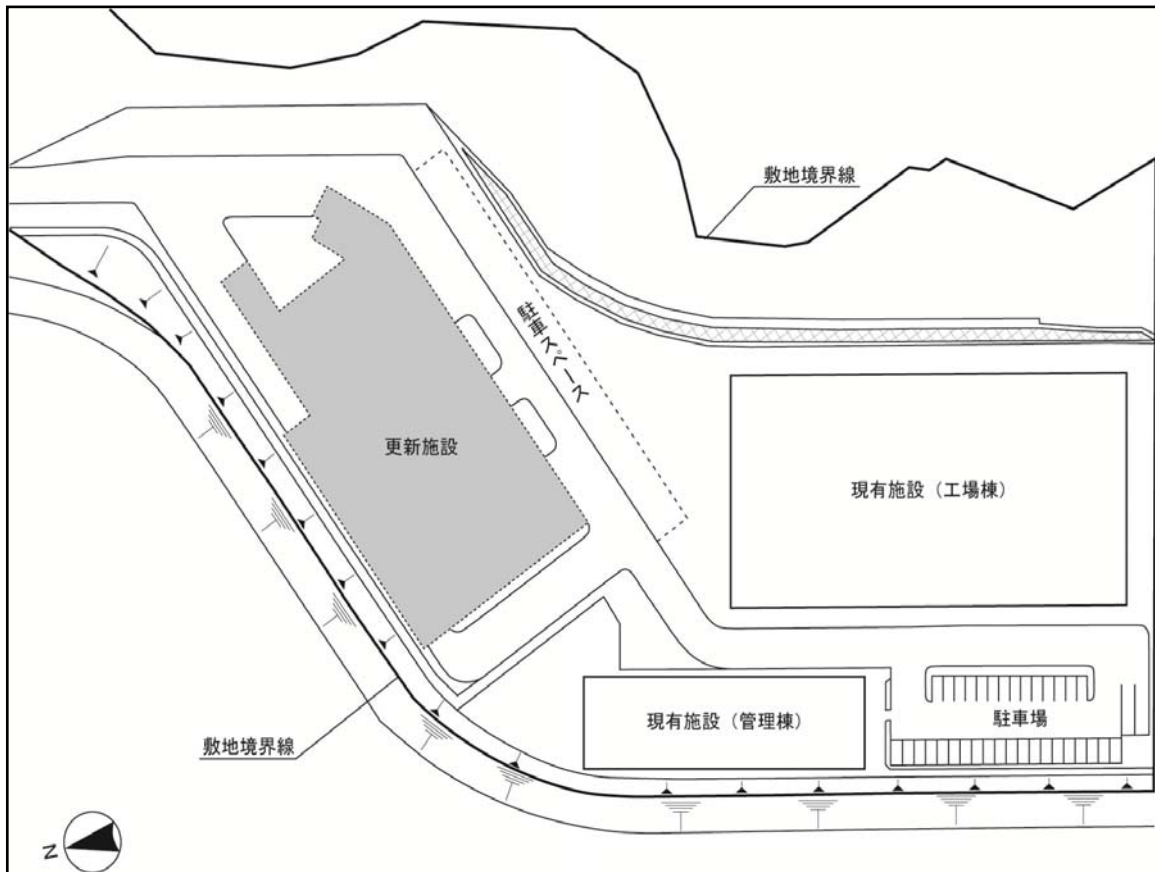 敷地境界線
駐車スペース
更新施設
現有施設（工場棟）
現有施設（管理棟）
駐車場
敷地境界線
N